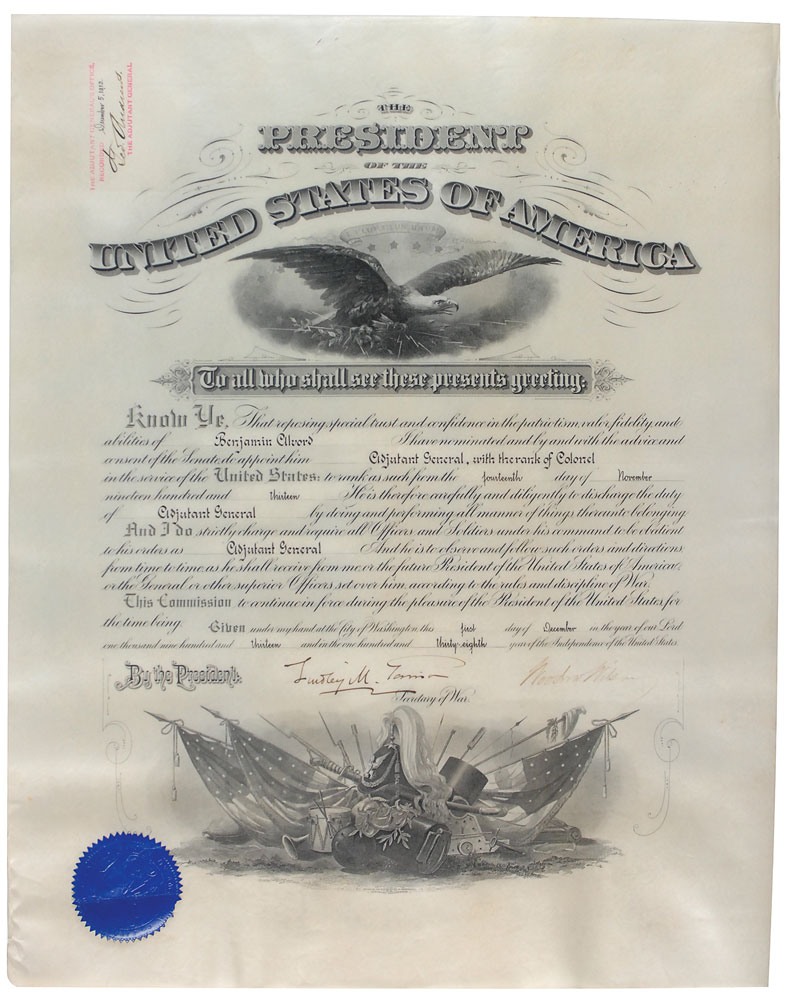 THE ADJUTANT GENERAL'S OFFICE,
RECORDED December 5, 1913.
THE ADJUTANT GENERAL
THE
PRESIDENT
OF THE
UNITED STATES OF AMERICA
To all who shall see these presents greeting:
Know Ye, That reposing special trust and confidence in the patriotism, valor, fidelity and
abilities of Benjamin Alvord I have nominated and by and with the advice and
consent of the Senate, do appoint him Adjutant General, with the rank of Colonel
in the service of the United States: to rank as such from the fourteenth day of November
nineteen hundred and thirteen He is therefore carefully and diligently to discharge the duty
of Adjutant General by doing and performing all manner of things thereunto belonging
And I do strictly charge and require all Officers and Soldiers under his command to be obedient
to his orders as Adjutant General And he is to observe and follow such orders and directions,
from time to time, as he shall receive from me, or the future President of the United States of America,
or the General or other superior Officers set over him, according to the rules and discipline of War.
This Commission to continue in force during the pleasure of the President of the United States for
the time being. Given under my hand at the City of Washington, this first day of December in the year of our Lord
one thousand nine hundred and thirteen and in the one hundred and thirty-eighth year of the Independence of the United States
By the President:
Lindley M. Garrison
Woodrow Wilson
Secretary of War.